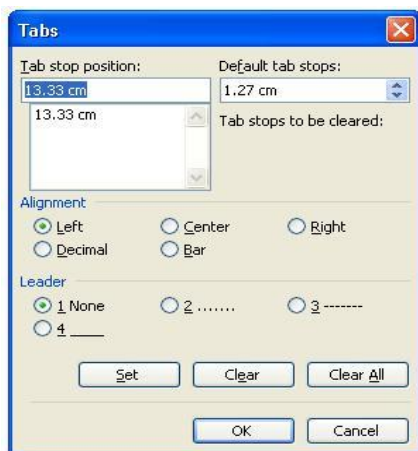 Tabs
Tab stop position:
Default tab stops:
13.33 cm
1.27 cm
13.33 cm
Tab stops to be cleared:
Alignment
Left
Center
Right
Decimal
Bar
Leader
1 None
2 .......
3 -------
4 ____
Set
Clear
Clear All
OK
Cancel